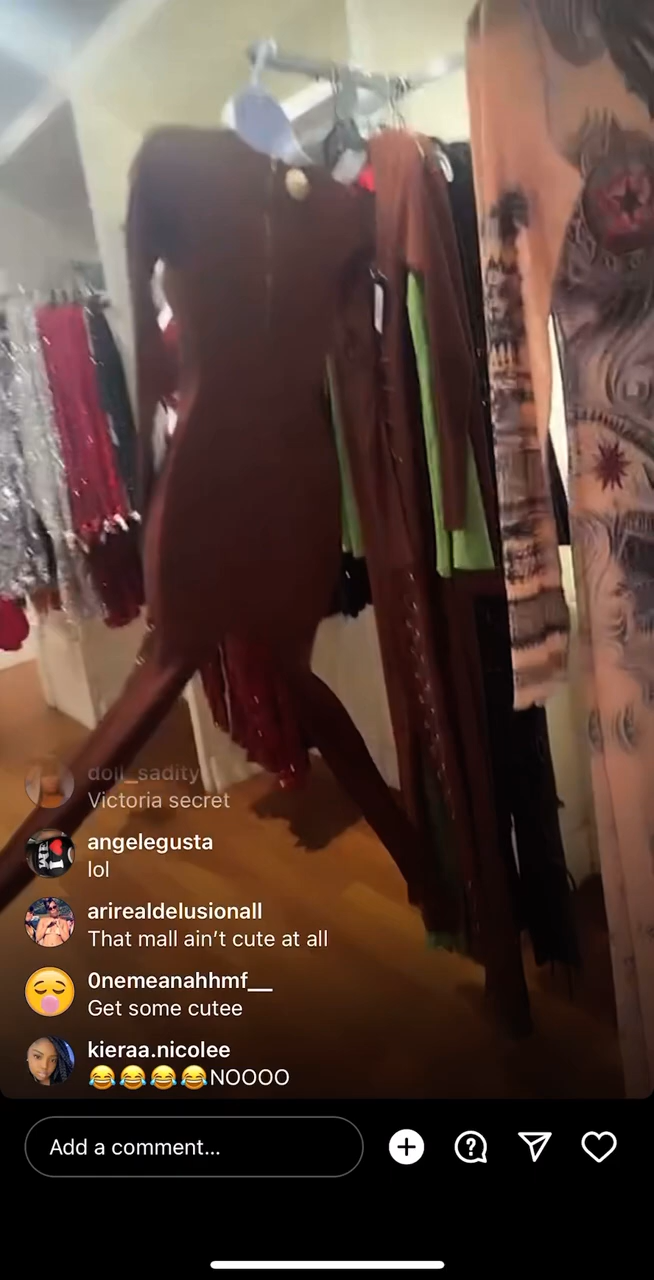 doll_sadity
Victoria secret
angelegusta
lol
arirealdelusionall
That mall ain’t cute at all
0nemeanahhmf__
Get some cutee
kieraa.nicolee
😂😂😂😂NOOOO
Add a comment...